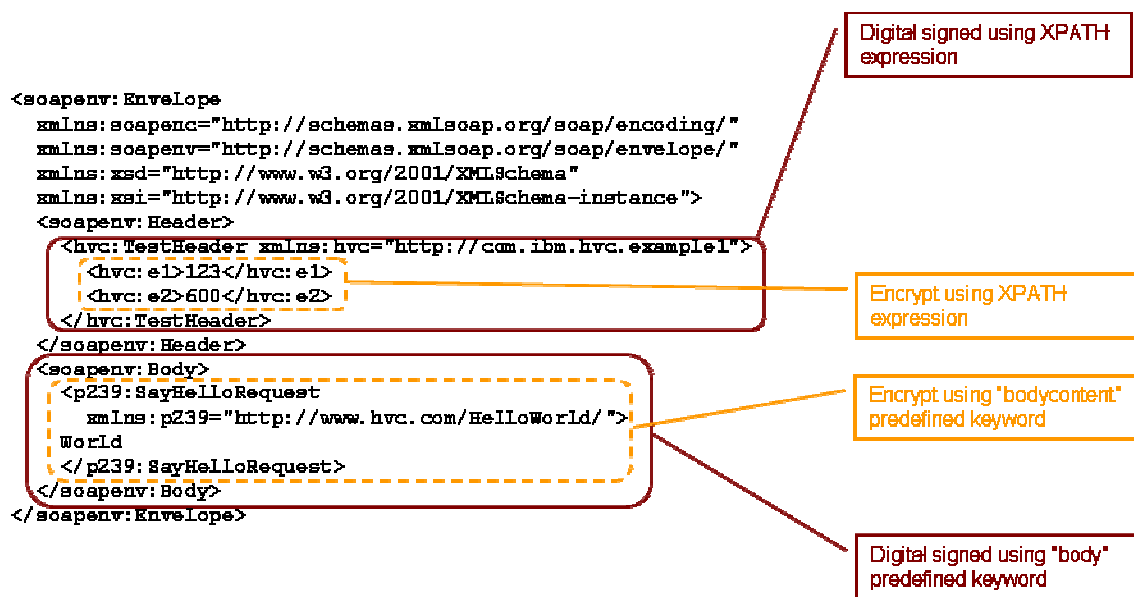 Digital signed using XPATH
expression
<soapenv:Envelope
xmlns:soapenc="http://schemas.xmlsoap.org/soap/encoding/"
xmlns:soapenv="http://schemas.xmlsoap.org/soap/envelope/"
xmlns:xsd="http://www.w3.org/2001/XMLSchema"
xmlns:xsi="http://www.w3.org/2001/XMLSchema-instance">
<soapenv:Header>
<hvc:TestHeader xmlns:hvc="http://com.ibm.hvc.example1">
<hvc:e1>123</hvc:e1>
<hvc:e2>600</hvc:e2>
</hvc:TestHeader>
</soapenv:Header>
Encrypt using XPATH
expression
<soapenv:Body>
<p239:SayHelloRequest
xmlns:p239="http://www.hvc.com/HelloWorld/">
World
</p239:SayHelloRequest>
</soapenv:Body>
</soapenv:Envelope>
Encrypt using "bodycontent"
predefined keyword
Digital signed using "body"
predefined keyword